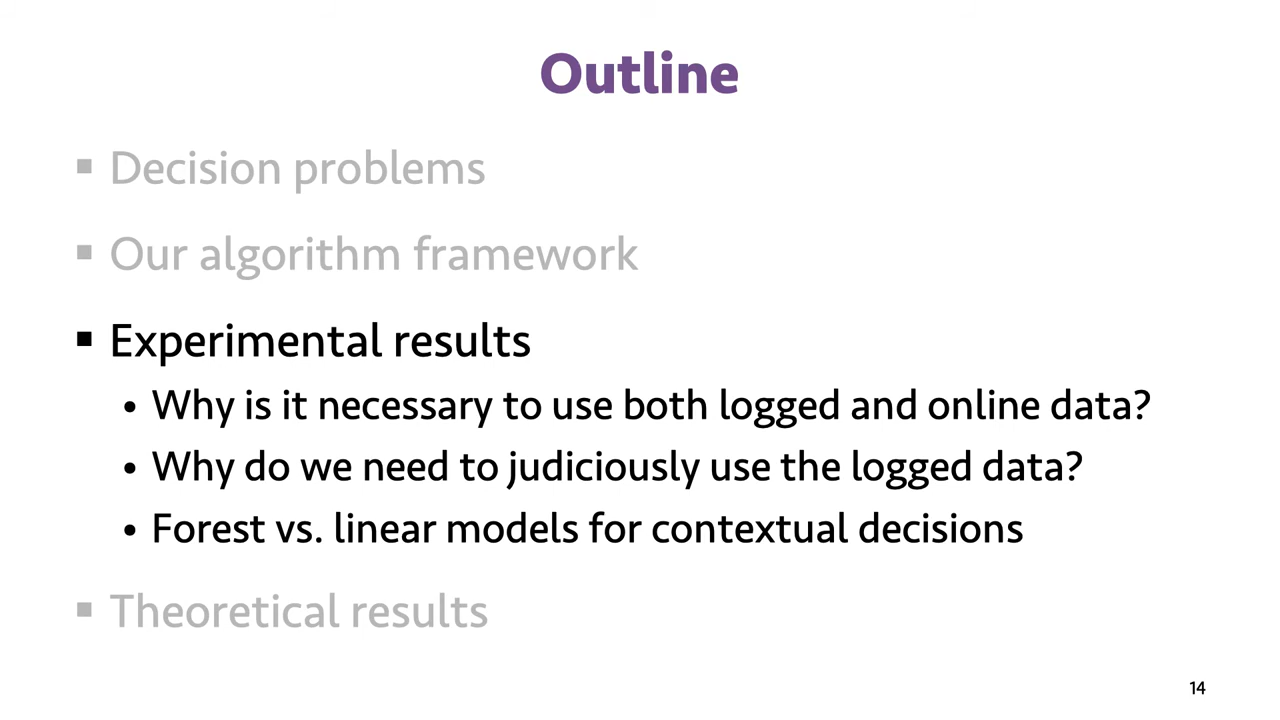 Outline
▪ Decision problems
▪ Our algorithm framework
▪ Experimental results
• Why is it necessary to use both logged and online data?
• Why do we need to judiciously use the logged data?
• Forest vs. linear models for contextual decisions
▪ Theoretical results
14